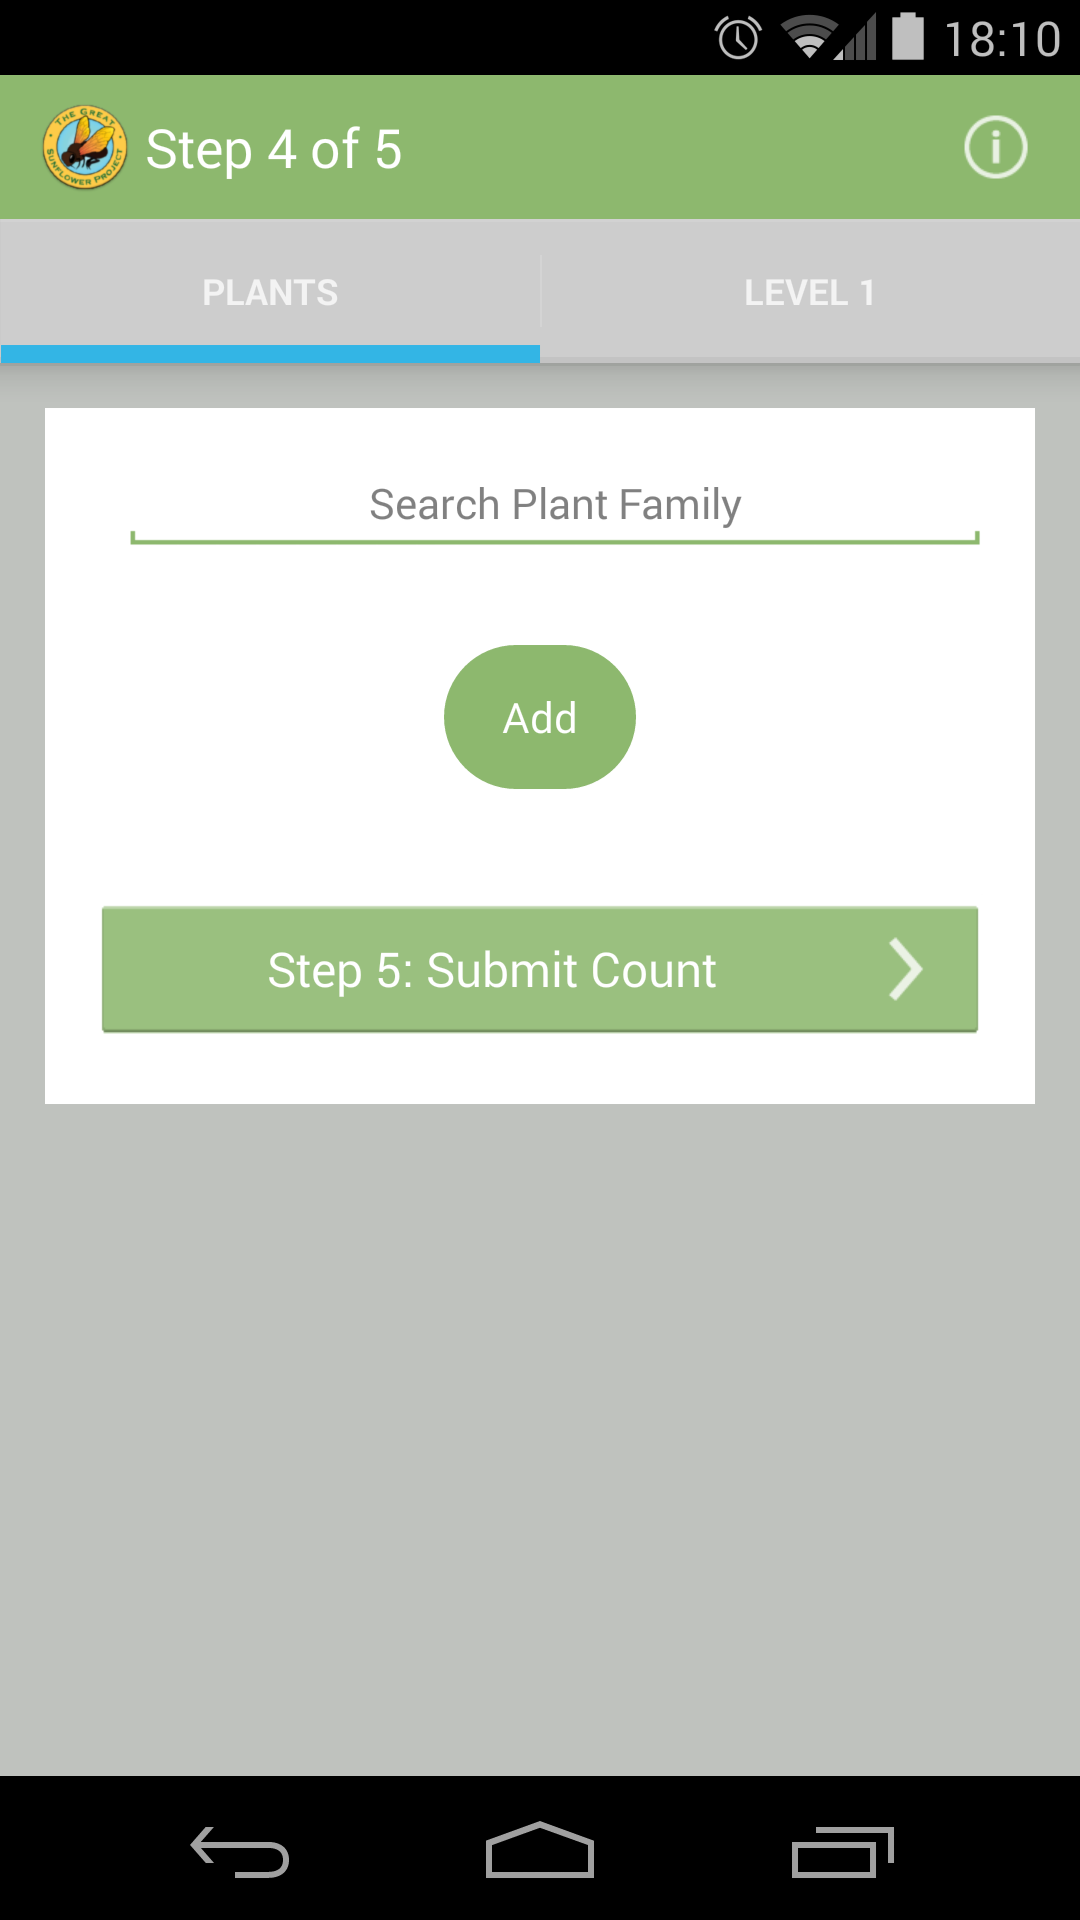 18:10
THE GREAT
SUNFLOWER PROJECT
Step 4 of 5
PLANTS
LEVEL 1
Search Plant Family
Add
Step 5: Submit Count